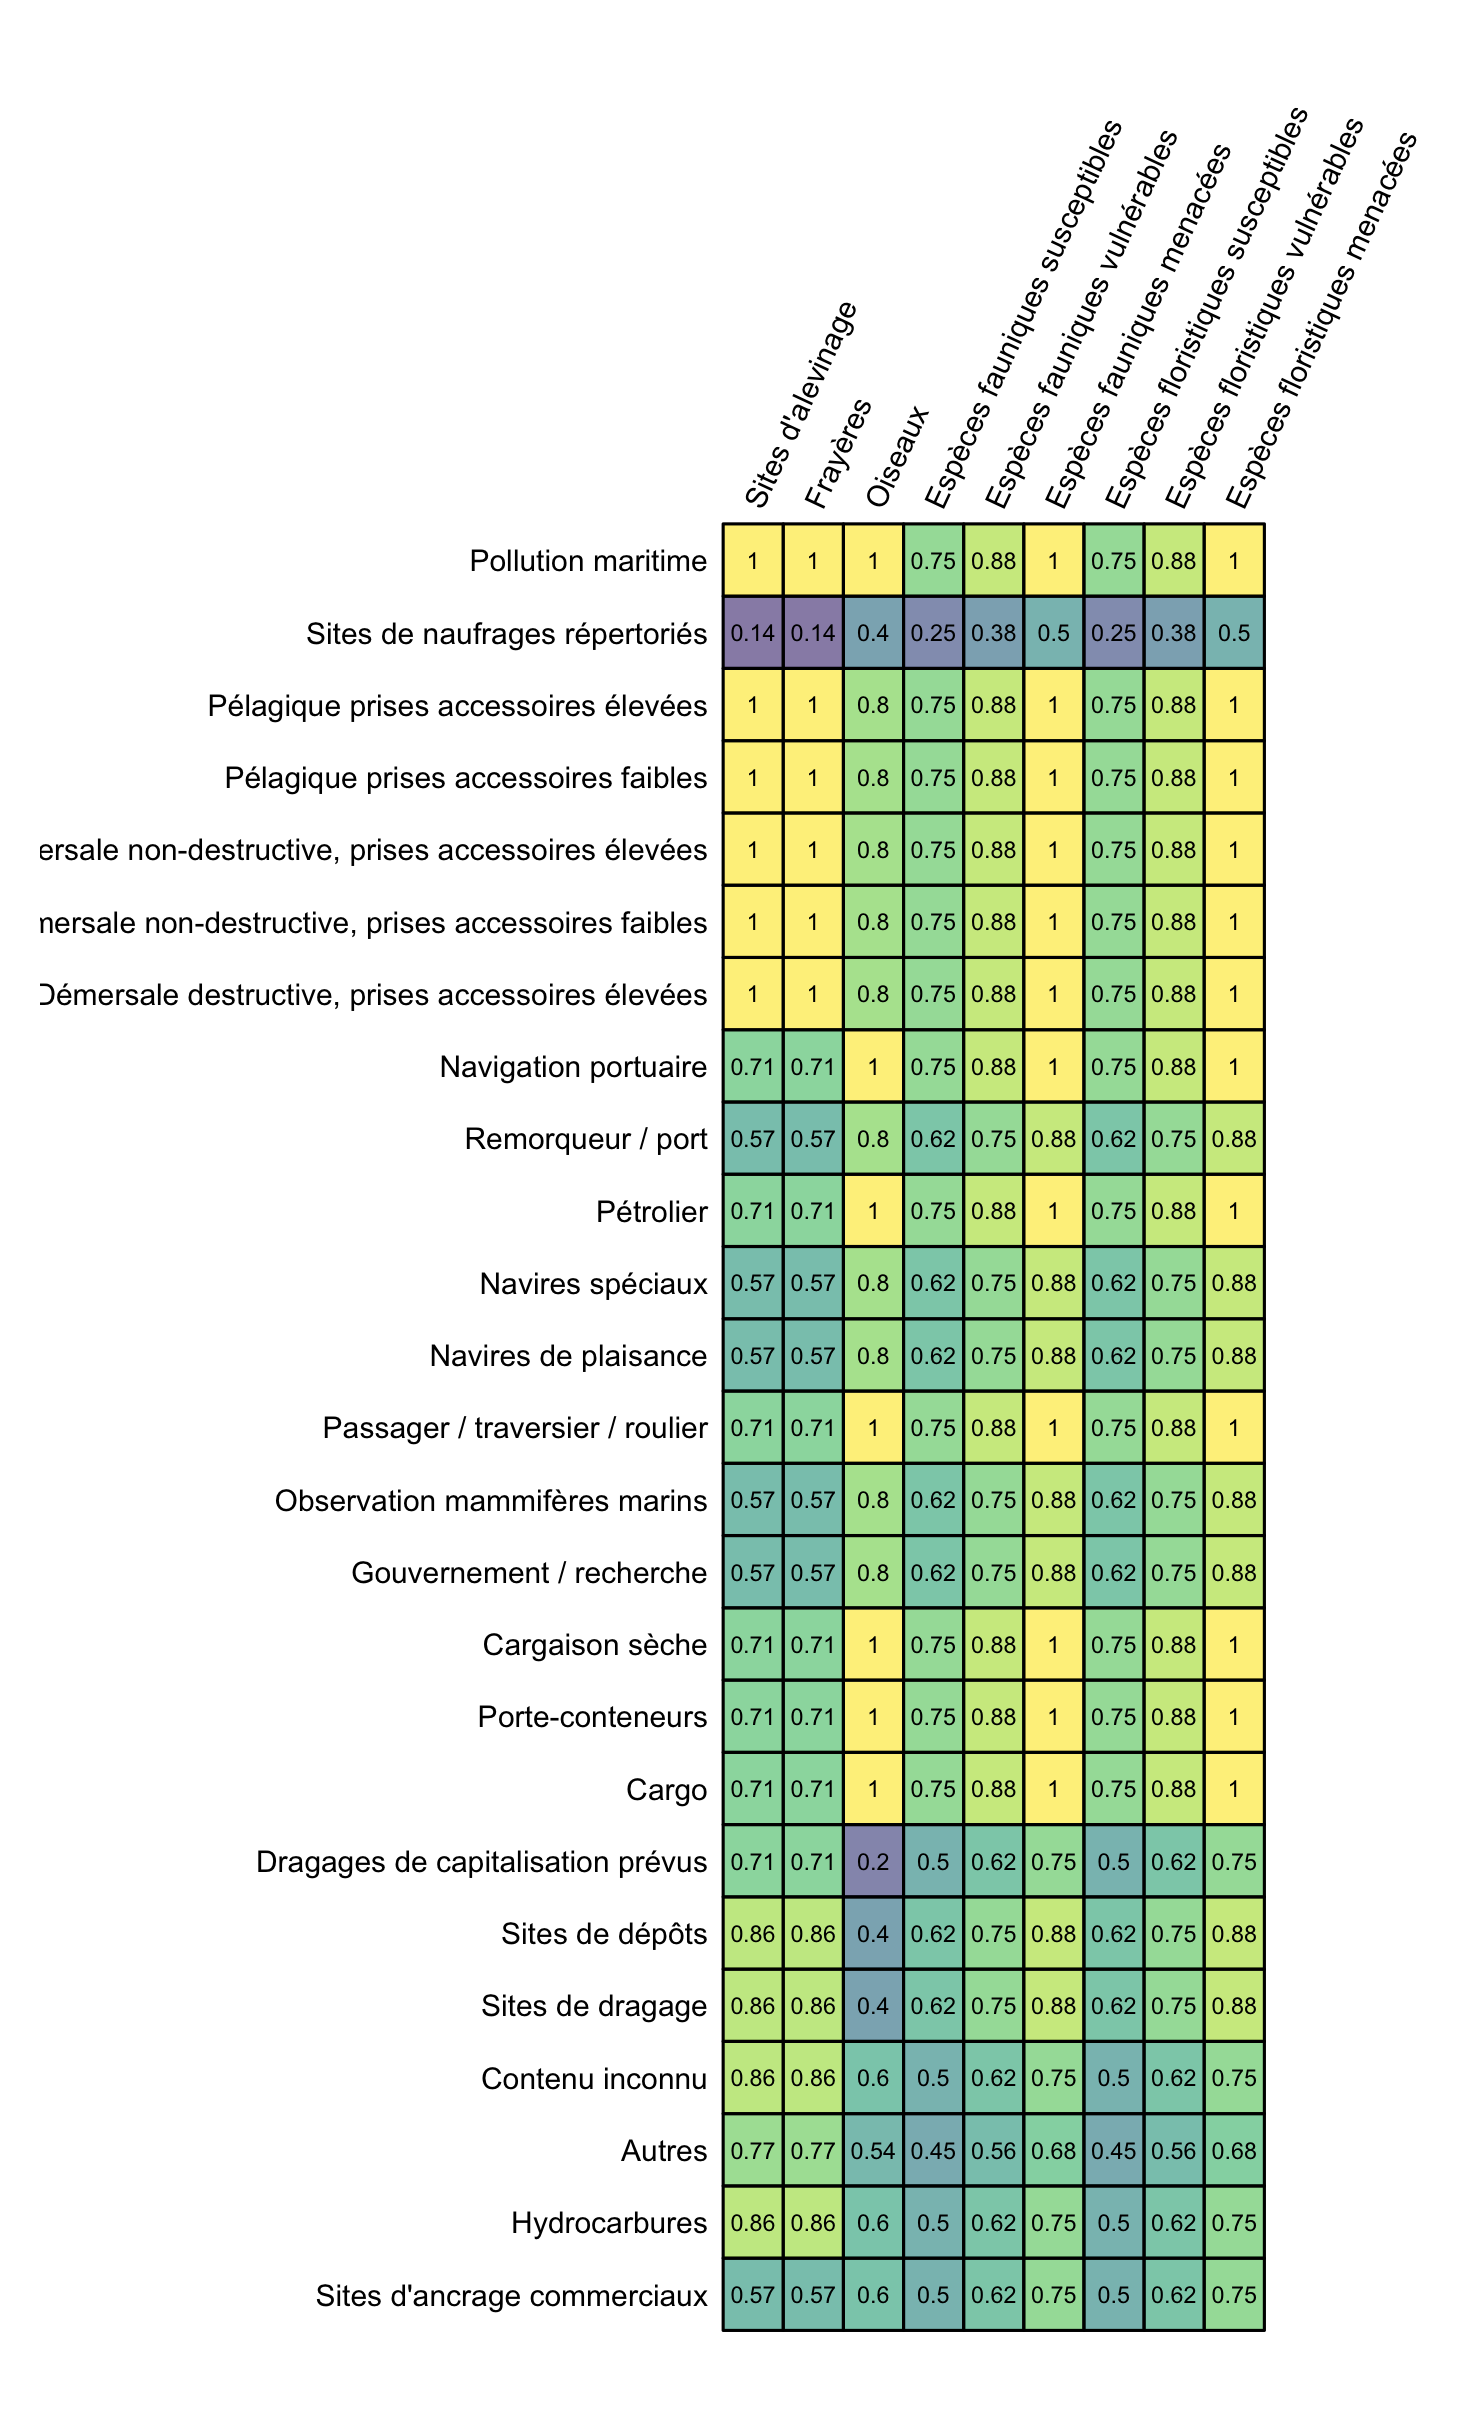 Sites d'alevinage
Frayères
Oiseaux
Espèces fauniques susceptibles
Espèces fauniques vulnérables
Espèces fauniques menacées
Espèces floristiques susceptibles
Espèces floristiques vulnérables
Espèces floristiques menacées
Pollution maritime 1 1 1 0.75 0.88 1 0.75 0.88 1
Sites de naufrages répertoriés 0.14 0.14 0.4 0.25 0.38 0.5 0.25 0.38 0.5
Pélagique prises accessoires élevées 1 1 0.8 0.75 0.88 1 0.75 0.88 1
Pélagique prises accessoires faibles 1 1 0.8 0.75 0.88 1 0.75 0.88 1
ersale non-destructive, prises accessoires élevées 1 1 0.8 0.75 0.88 1 0.75 0.88 1
mersale non-destructive, prises accessoires faibles 1 1 0.8 0.75 0.88 1 0.75 0.88 1
Démersale destructive, prises accessoires élevées 1 1 0.8 0.75 0.88 1 0.75 0.88 1
Navigation portuaire 0.71 0.71 1 0.75 0.88 1 0.75 0.88 1
Remorqueur / port 0.57 0.57 0.8 0.62 0.75 0.88 0.62 0.75 0.88
Pétrolier 0.71 0.71 1 0.75 0.88 1 0.75 0.88 1
Navires spéciaux 0.57 0.57 0.8 0.62 0.75 0.88 0.62 0.75 0.88
Navires de plaisance 0.57 0.57 0.8 0.62 0.75 0.88 0.62 0.75 0.88
Passager / traversier / roulier 0.71 0.71 1 0.75 0.88 1 0.75 0.88 1
Observation mammifères marins 0.57 0.57 0.8 0.62 0.75 0.88 0.62 0.75 0.88
Gouvernement / recherche 0.57 0.57 0.8 0.62 0.75 0.88 0.62 0.75 0.88
Cargaison sèche 0.71 0.71 1 0.75 0.88 1 0.75 0.88 1
Porte-conteneurs 0.71 0.71 1 0.75 0.88 1 0.75 0.88 1
Cargo 0.71 0.71 1 0.75 0.88 1 0.75 0.88 1
Dragages de capitalisation prévus 0.71 0.71 0.2 0.5 0.62 0.75 0.5 0.62 0.75
Sites de dépôts 0.86 0.86 0.4 0.62 0.75 0.88 0.62 0.75 0.88
Sites de dragage 0.86 0.86 0.4 0.62 0.75 0.88 0.62 0.75 0.88
Contenu inconnu 0.86 0.86 0.6 0.5 0.62 0.75 0.5 0.62 0.75
Autres 0.77 0.77 0.54 0.45 0.56 0.68 0.45 0.56 0.68
Hydrocarbures 0.86 0.86 0.6 0.5 0.62 0.75 0.5 0.62 0.75
Sites d'ancrage commerciaux 0.57 0.57 0.6 0.5 0.62 0.75 0.5 0.62 0.75